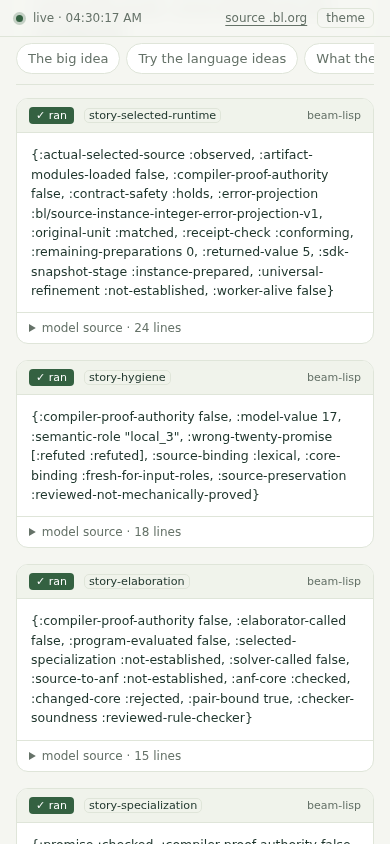 live · 04:30:17 AM
source .bl.org
theme
The big idea
Try the language ideas
What the
✓ ran
story-selected-runtime
beam-lisp
{:actual-selected-source :observed, :artifact-
modules-loaded false, :compiler-proof-authority
false, :contract-safety :holds, :error-projection
:bl/source-instance-integer-error-projection-v1,
:original-unit :matched, :receipt-check :conforming,
:remaining-preparations 0, :returned-value 5, :sdk-
snapshot-stage :instance-prepared, :universal-
refinement :not-established, :worker-alive false}
model source · 24 lines
✓ ran
story-hygiene
beam-lisp
{:compiler-proof-authority false, :model-value 17,
:semantic-role "local_3", :wrong-twenty-promise
[:refuted :refuted], :source-binding :lexical, :core-
binding :fresh-for-input-roles, :source-preservation
:reviewed-not-mechanically-proved}
model source · 18 lines
✓ ran
story-elaboration
beam-lisp
{:compiler-proof-authority false, :elaborator-called
false, :program-evaluated false, :selected-
specialization :not-established, :solver-called false,
:source-to-anf :not-established, :anf-core :checked,
:changed-core :rejected, :pair-bound true, :checker-
soundness :reviewed-rule-checker}
model source · 15 lines
✓ ran
story-specialization
beam-lisp
{:promise :checked, :compiler-proof-authority false,